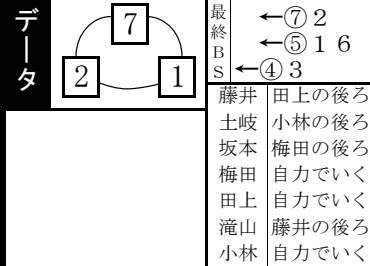 データ
7
2 1
最終BS
←⑦２
←⑤１６
←④３
藤井 田上の後ろ
土岐 小林の後ろ
坂本 梅田の後ろ
梅田 自力でいく
田上 自力でいく
滝山 藤井の後ろ
小林 自力でいく